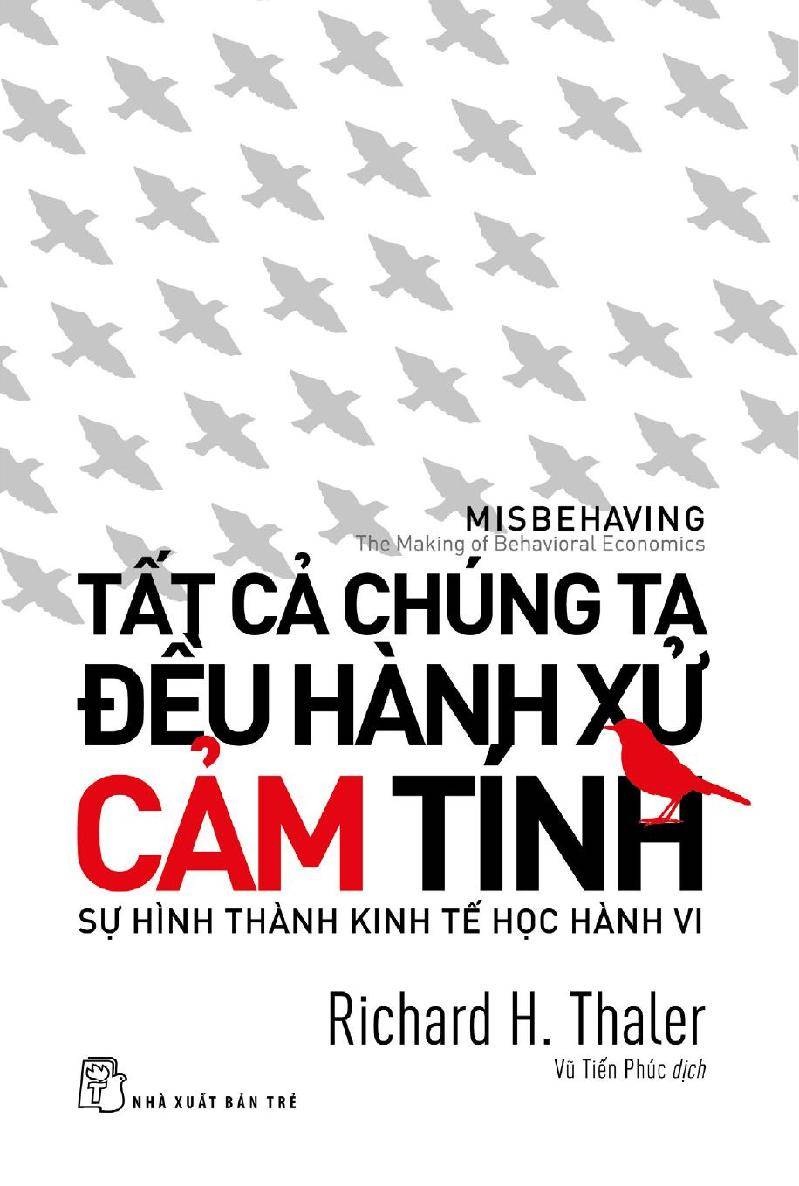 MISBEHAVING
The Making of Behavioral Economics
TẤT CẢ CHÚNG TA
ĐỀU HÀNH XỬ
CẢM TÍNH
SỰ HÌNH THÀNH KINH TẾ HỌC HÀNH VI
Richard H. Thaler
Vũ Tiến Phúc dịch
T
NHÀ XUẤT BẢN TRẺ